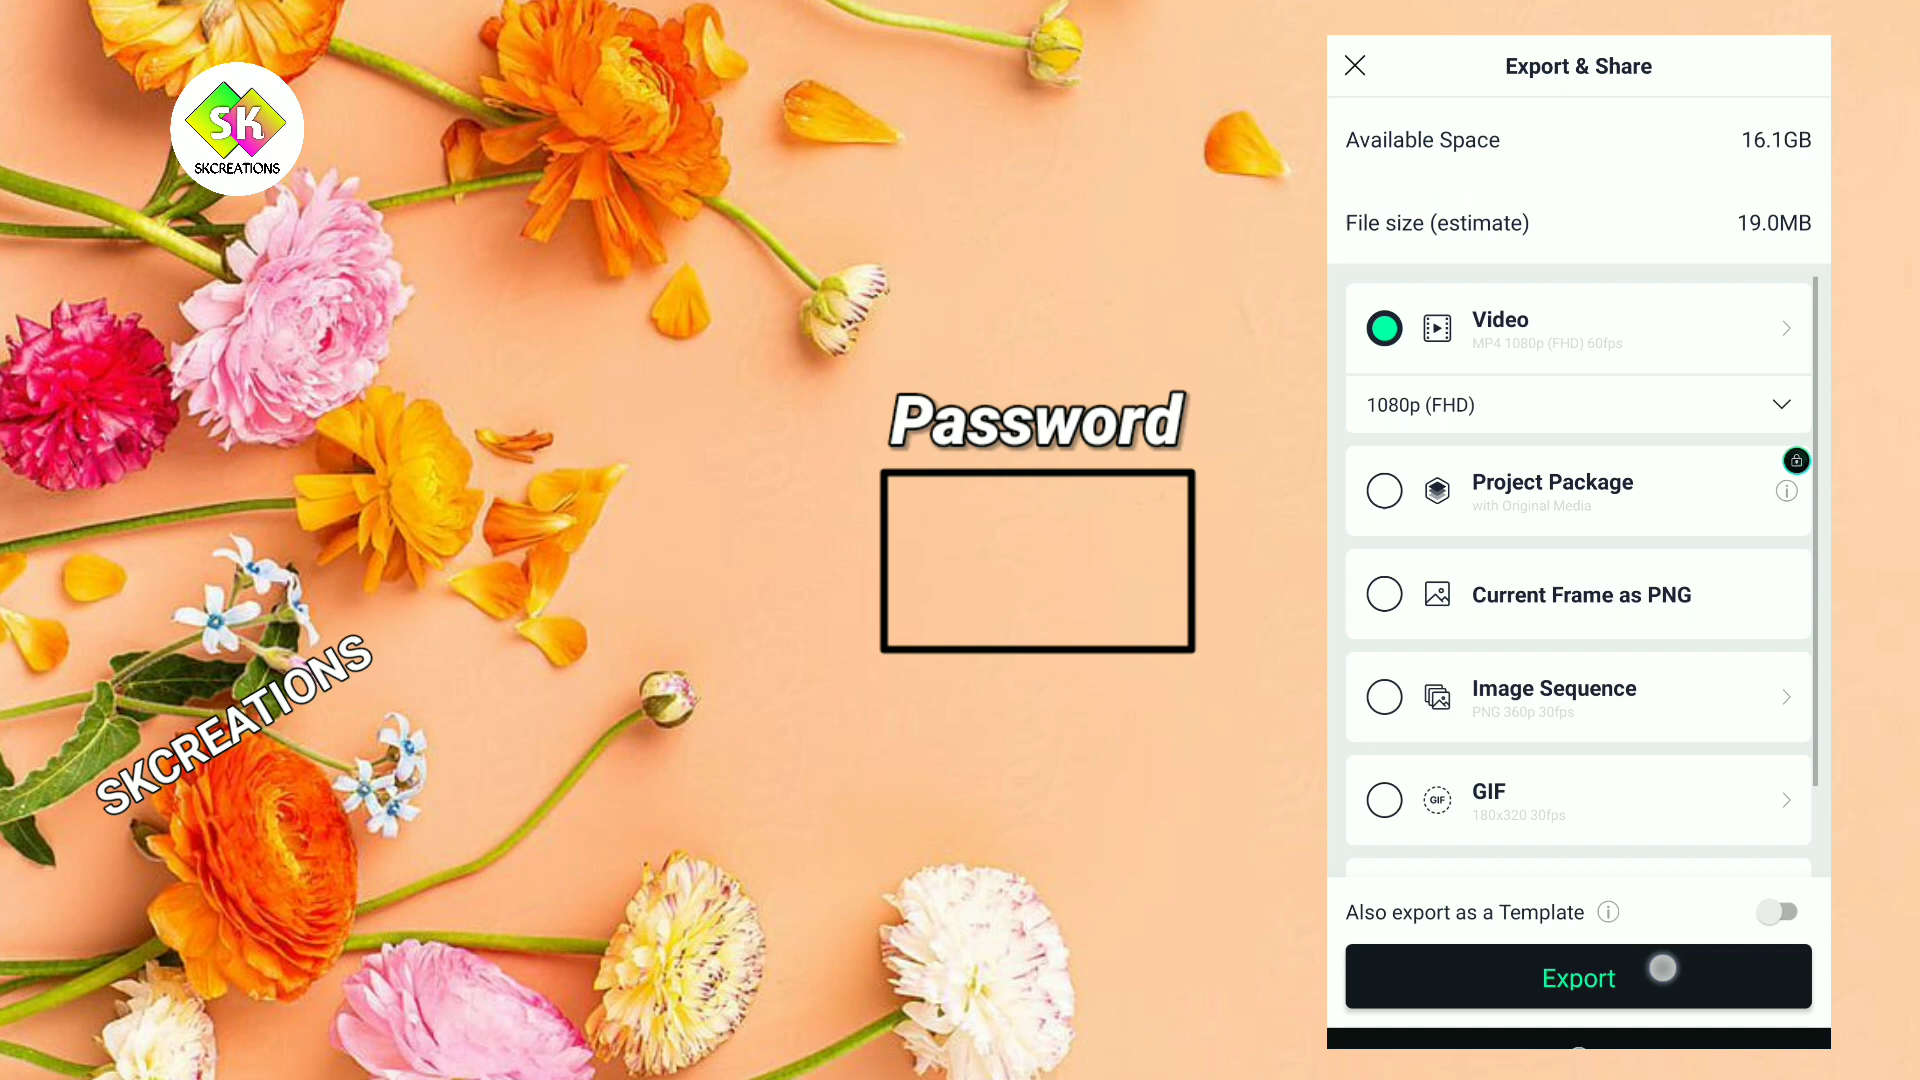 SK
SKCREATIONS
SKCREATIONS
Password
Export & Share
Available Space 16.1GB
File size (estimate) 19.0MB
Video
MP4 1080p (FHD) 60fps
1080p (FHD)
Project Package
with Original Media
Current Frame as PNG
Image Sequence
PNG 360p 30fps
GIF
GIF
180x320 30fps
Also export as a Template
Export